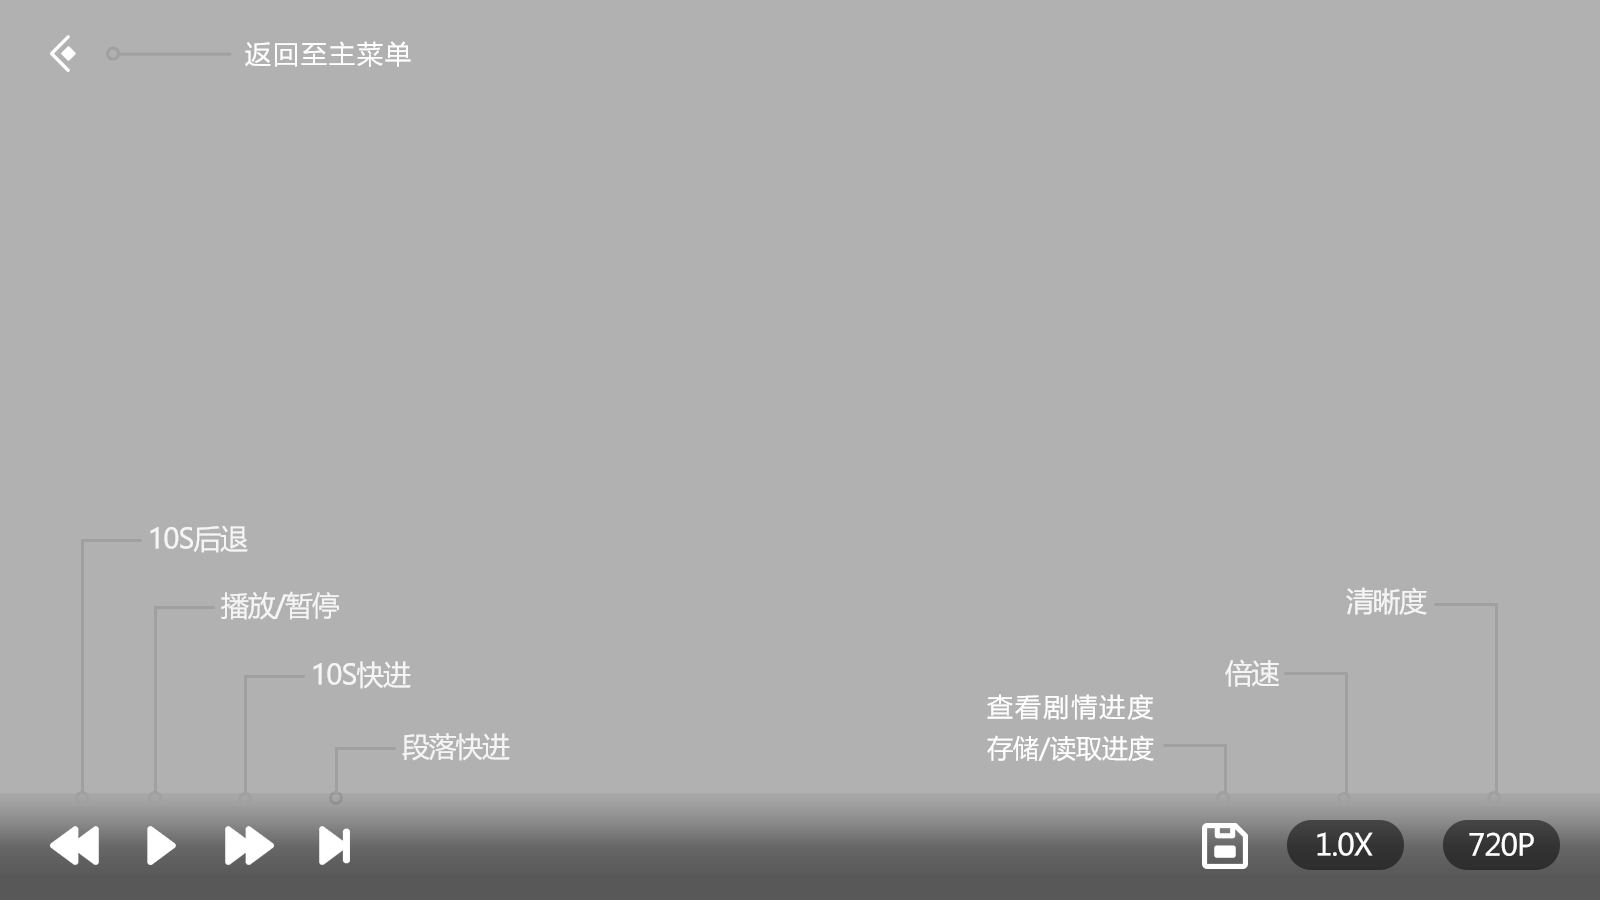 返回至主菜单
10S后退
播放/暂停
10S快进
段落快进
查看剧情进度
存储/读取进度
倍速
清晰度
1.0X
720P